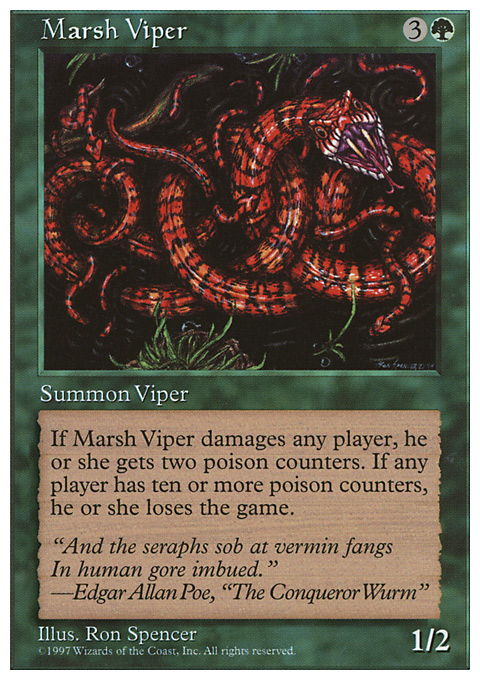 Marsh Viper 3
Summon Viper
If Marsh Viper damages any player, he
or she gets two poison counters. If any
player has ten or more poison counters,
he or she loses the game.
“And the seraphs sob at vermin fangs
In human gore imbued.”
—Edgar Allan Poe, “The Conqueror Wurm”
Illus. Ron Spencer
1/2
©1997 Wizards of the Coast, Inc. All rights reserved.